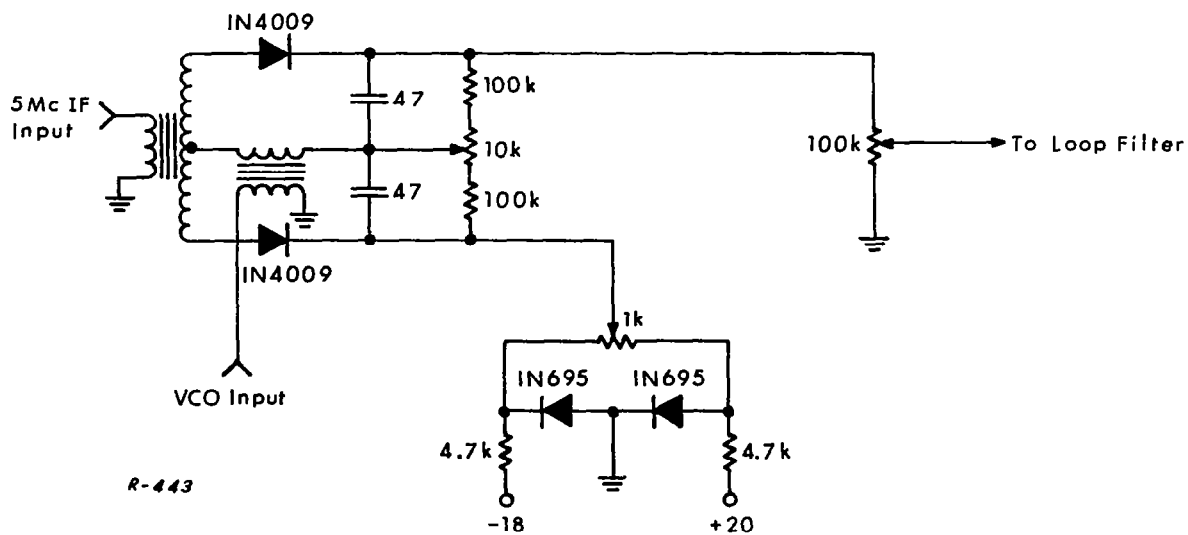 IN4009
5Mc IF
Input
47
100k
10k
47
100k
IN4009
100k
To Loop Filter
VCO Input
1k
IN695
IN695
4.7k
4.7k
R-443
-18
+20